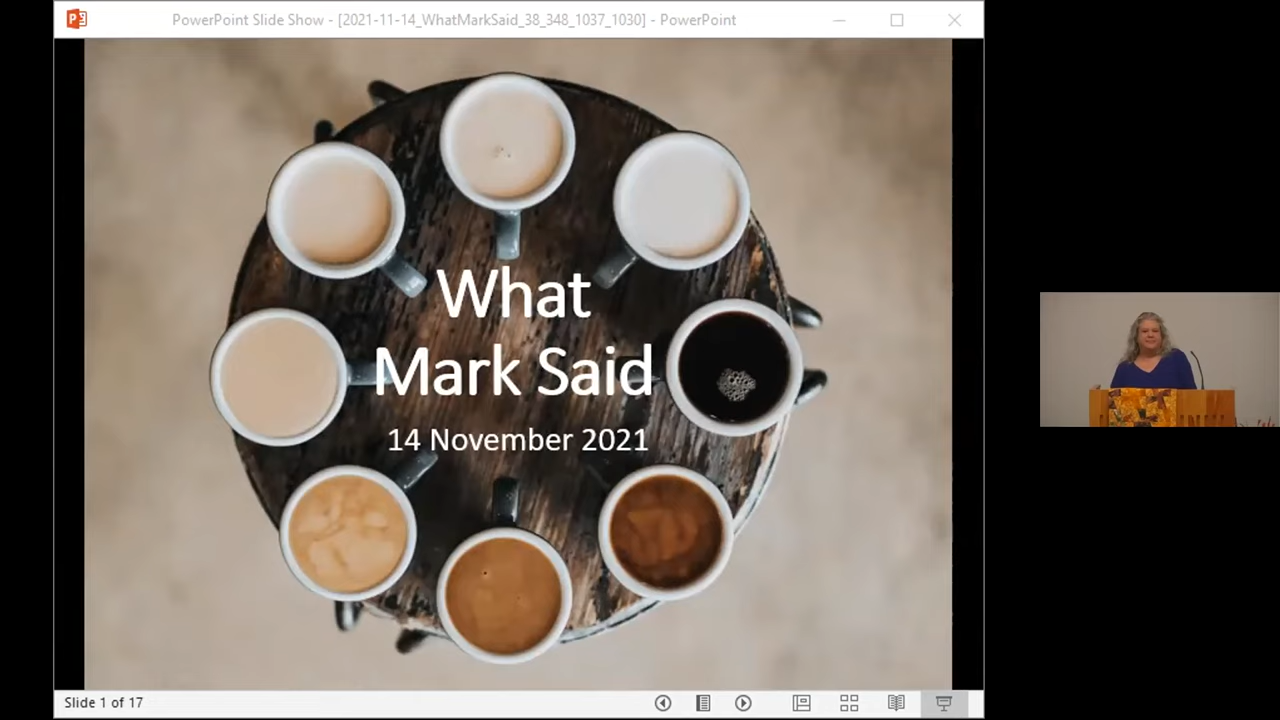 PowerPoint Slide Show - [2021-11-14_WhatMarkSaid_38_348_1037_1030] - PowerPoint
What
Mark Said
14 November 2021
Slide 1 of 17